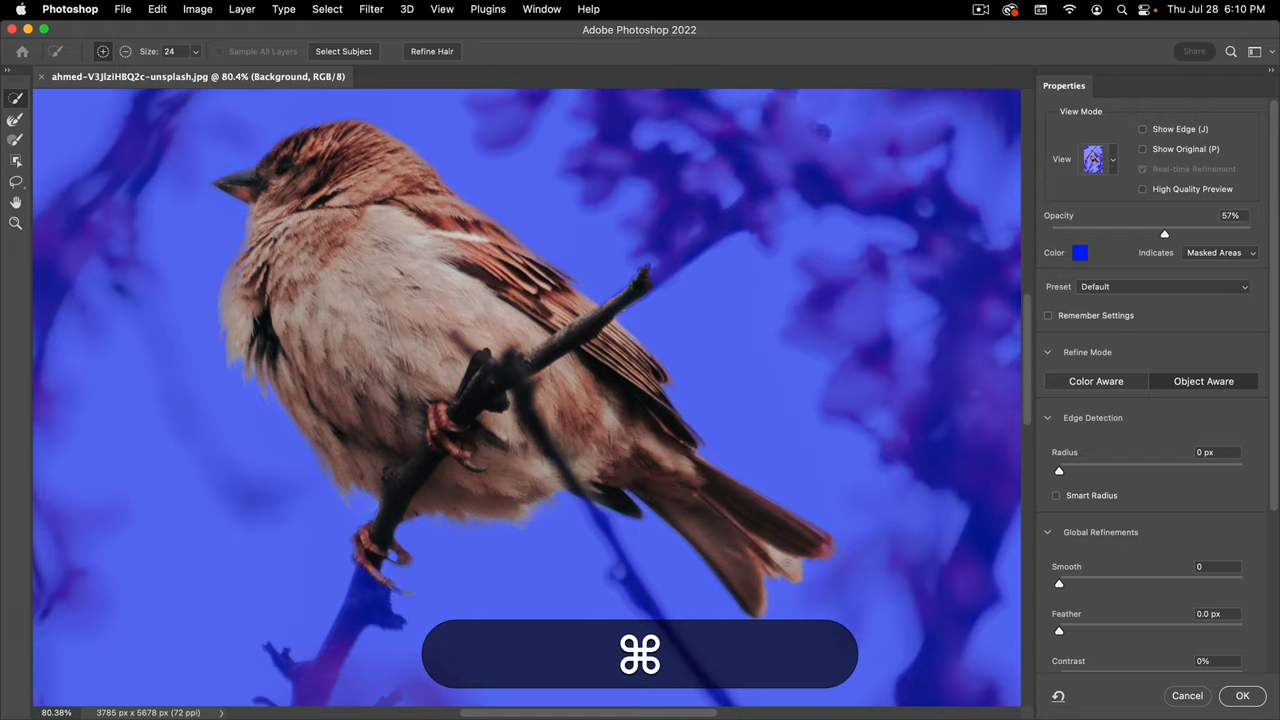 Photoshop File Edit Image Layer Type Select Filter 3D View Plugins Window Help Thu Jul 28 6:10 PM
Adobe Photoshop 2022
Size: 24 Sample All Layers Select Subject Refine Hair Share
ahmed-V3JlziHBQ2c-unsplash.jpg @ 80.4% (Background, RGB/8)
Properties
View Mode
Show Edge (J)
Show Original (P)
View
Real-time Refinement
High Quality Preview
Opacity 57%
Color Indicates Masked Areas
Preset Default
Remember Settings
Refine Mode
Color Aware Object Aware
Edge Detection
Radius 0 px
Smart Radius
Global Refinements
Smooth 0
Feather 0.0 px
⌘
Contrast 0%
Cancel OK
80.38% 3785 px x 5678 px (72 ppi)